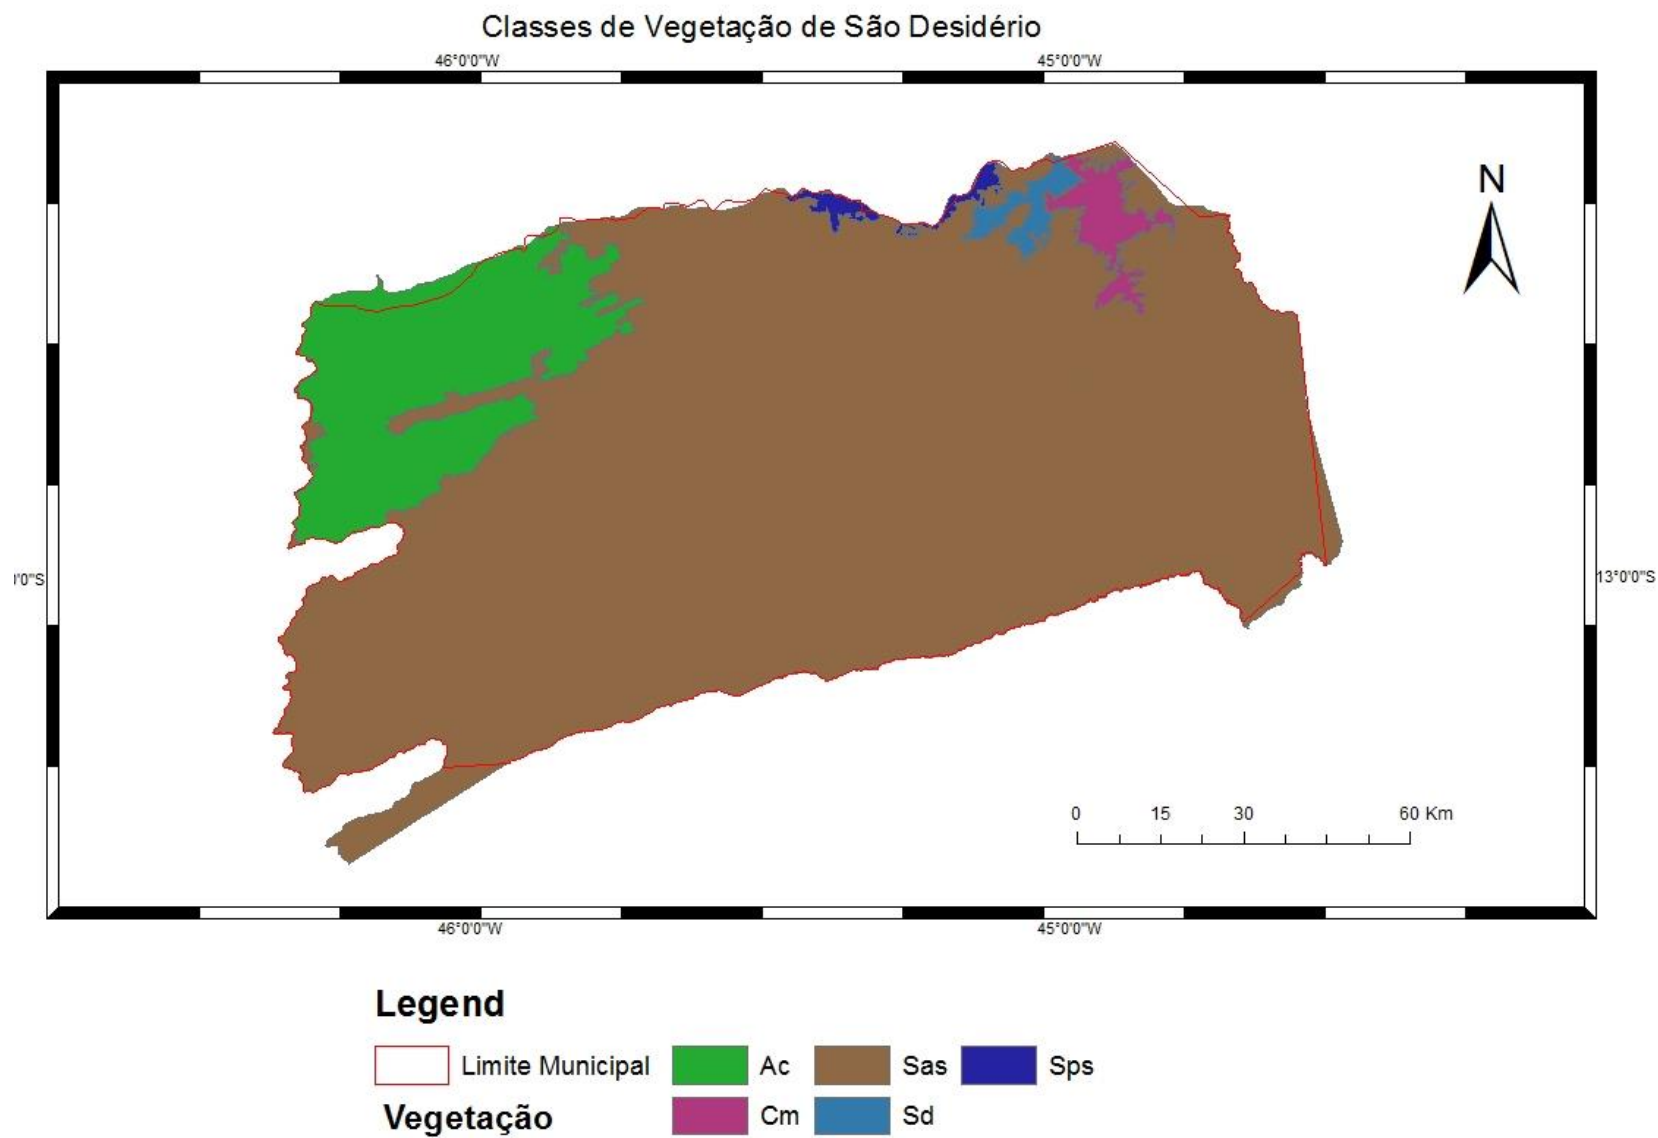 Classes de Vegetação de São Desidério
46°0'0"W 45°0'0"W
N
)'0"S 13°0'0"S
0 15 30 60 Km
46°0'0"W 45°0'0"W
Legend
Limite Municipal Ac Sas Sps
Vegetação Cm Sd